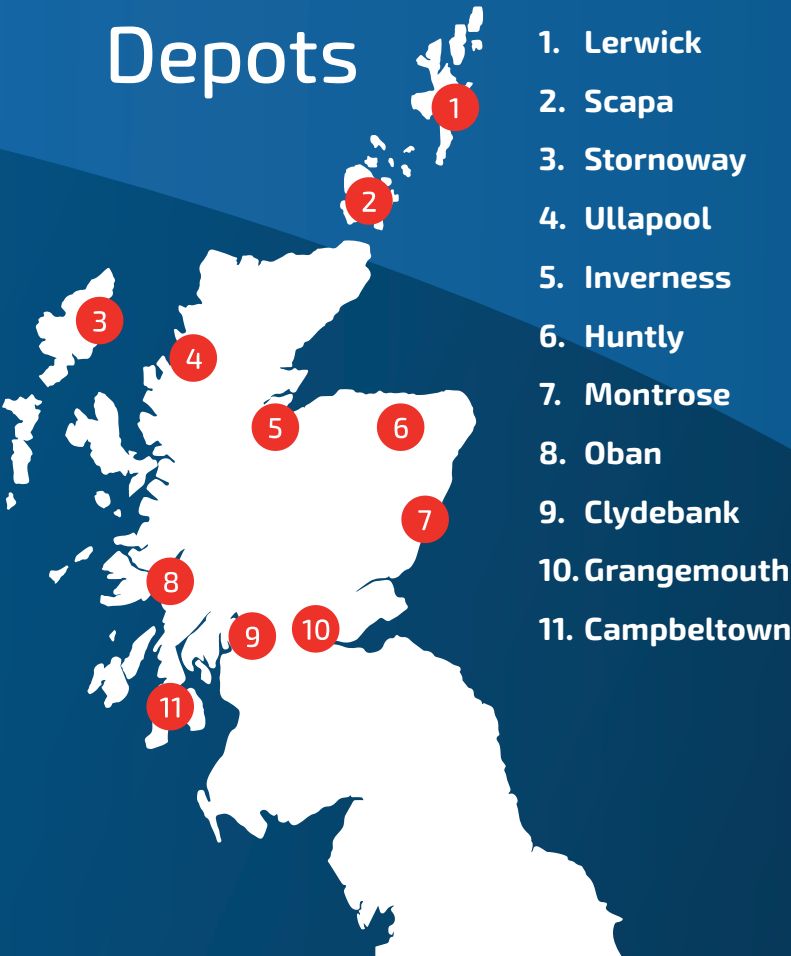 Depots
1. Lerwick
2. Scapa
3. Stornoway
4. Ullapool
5. Inverness
6. Huntly
7. Montrose
8. Oban
9. Clydebank
10. Grangemouth
11. Campbeltown
1
2
3
4
5
6
7
8
9
10
11